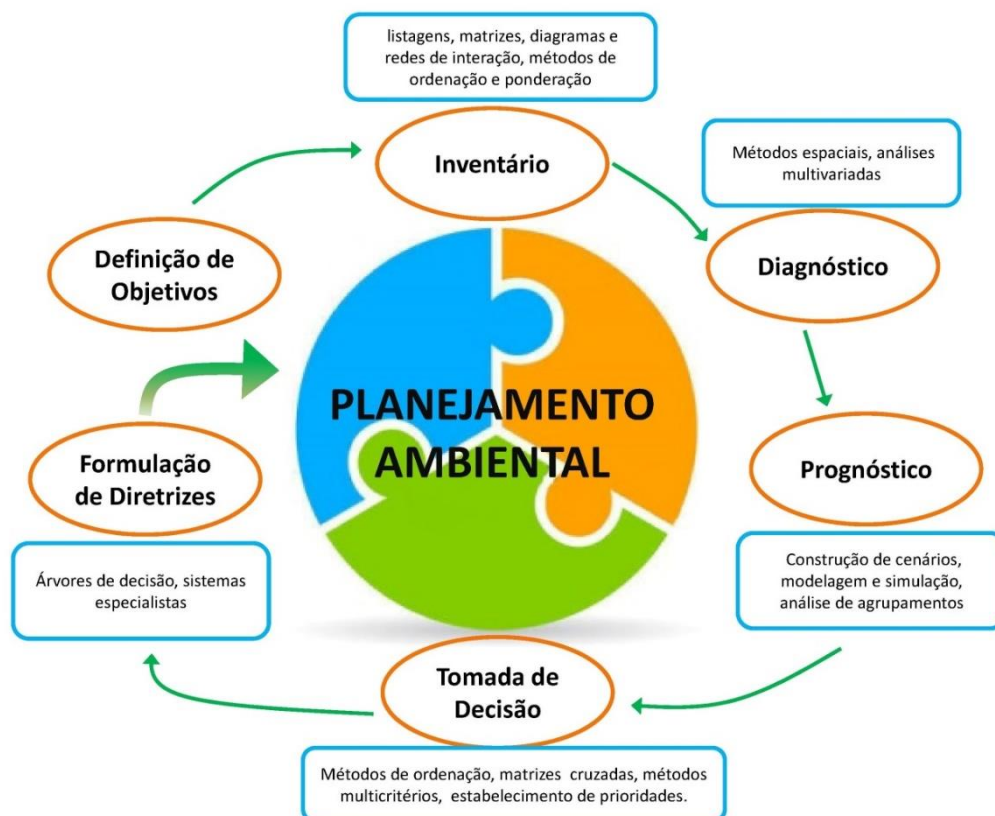 listagens, matrizes, diagramas e
redes de interação, métodos de
ordenação e ponderação
Inventário
Métodos espaciais, análises
multivariadas
Diagnóstico
Definição de
Objetivos
PLANEJAMENTO
AMBIENTAL
Formulação
de Diretrizes
Árvores de decisão, sistemas
especialistas
Prognóstico
Construção de cenários,
modelagem e simulação,
análise de agrupamentos
Tomada de
Decisão
Métodos de ordenação, matrizes cruzadas, métodos
multicritérios, estabelecimento de prioridades.